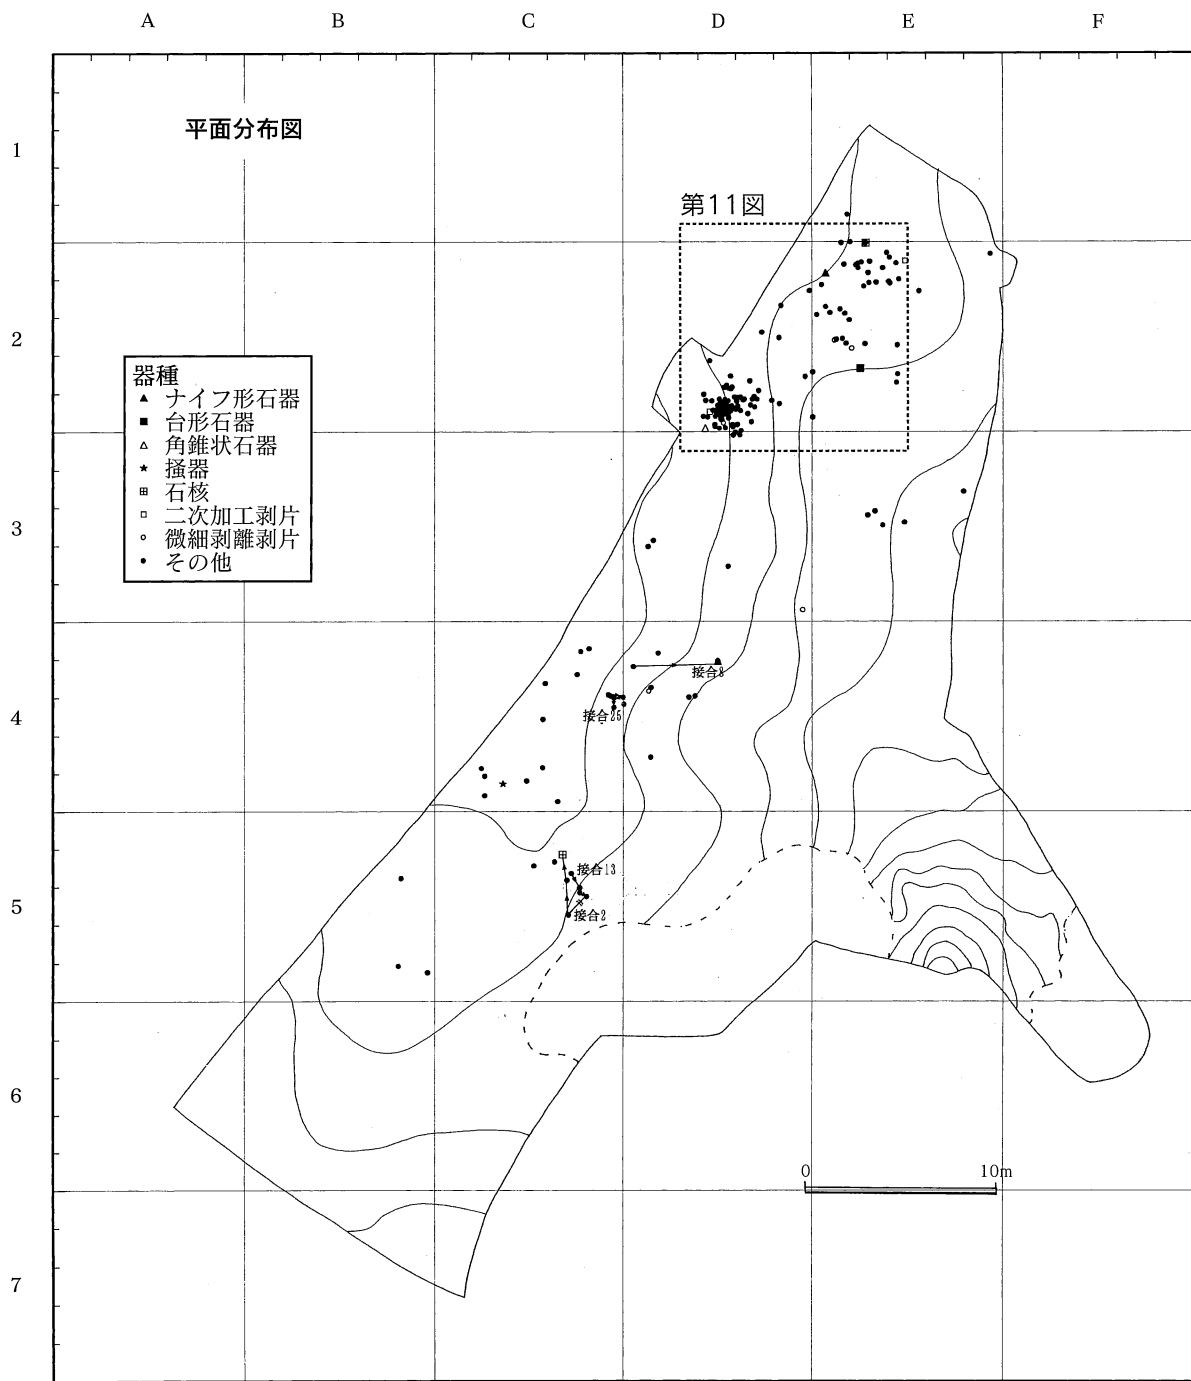 A B C D E F
平面分布図
1
第11図
2
器種
ナイフ形石器
台形石器
角錐状石器
掻器
石核
二次加工剥片
微細剥離剥片
その他
3
接合8
4
接合25
接合13
5
接合2
6
0 10m
7